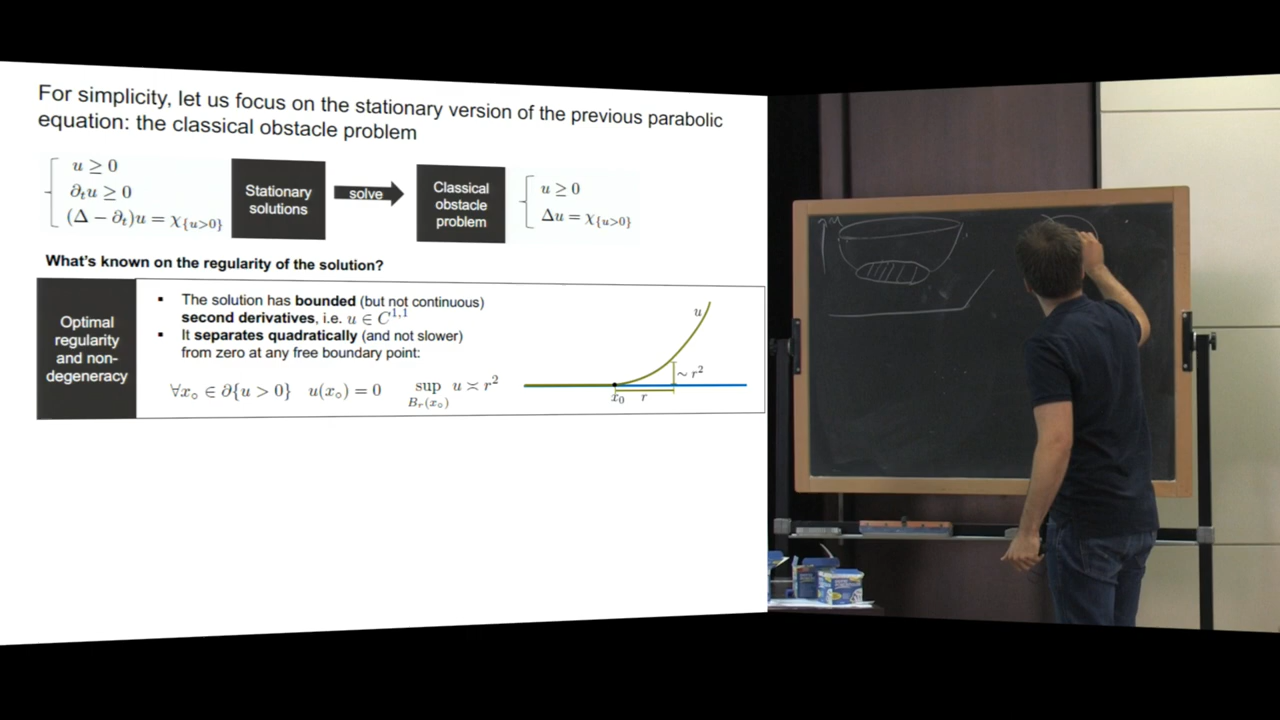 For simplicity, let us focus on the stationary version of the previous parabolic
equation: the classical obstacle problem
u ≥ 0
∂ₜu ≥ 0
(Δ − ∂ₜ)u = χ_{u>0}
Stationary
solutions
solve
Classical
obstacle
problem
u ≥ 0
Δu = χ_{u>0}
What's known on the regularity of the solution?
Optimal
regularity
and non-
degeneracy
▪ The solution has bounded (but not continuous)
second derivatives, i.e. u ∈ C^{1,1}
▪ It separates quadratically (and not slower)
from zero at any free boundary point:
∀x∘ ∈ ∂{u > 0} u(x∘) = 0 sup_{B_r(x∘)} u ≍ r²
u
∼ r²
x₀ r